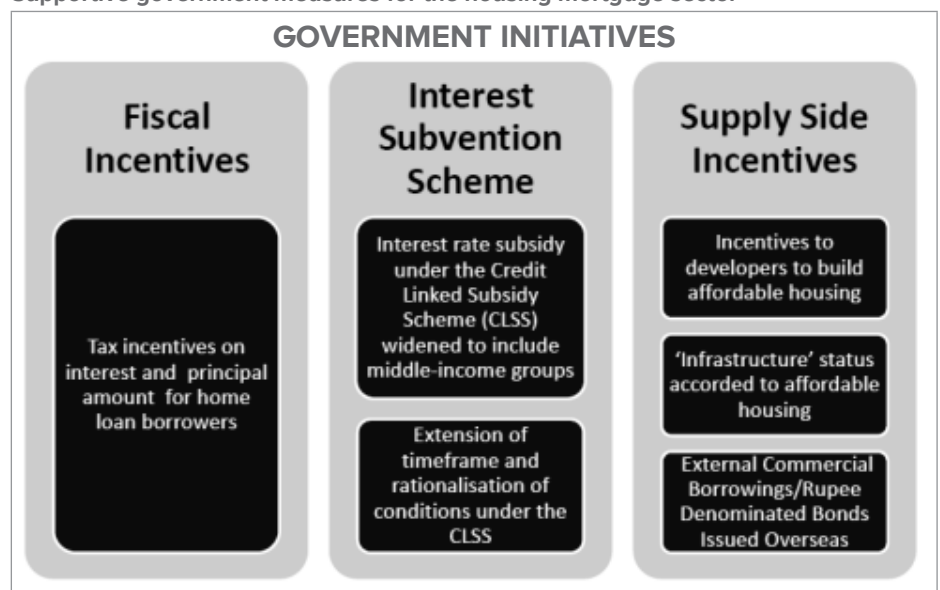 Supportive government measures for the housing mortgage sector
GOVERNMENT INITIATIVES
Fiscal
Incentives
Tax incentives on
interest and principal
amount for home
loan borrowers
Interest
Subvention
Scheme
Interest rate subsidy
under the Credit
Linked Subsidy
Scheme (CLSS)
widened to include
middle-income groups
Extension of
timeframe and
rationalisation of
conditions under the
CLSS
Supply Side
Incentives
Incentives to
developers to build
affordable housing
‘Infrastructure’ status
accorded to affordable
housing
External Commercial
Borrowings/Rupee
Denominated Bonds
Issued Overseas